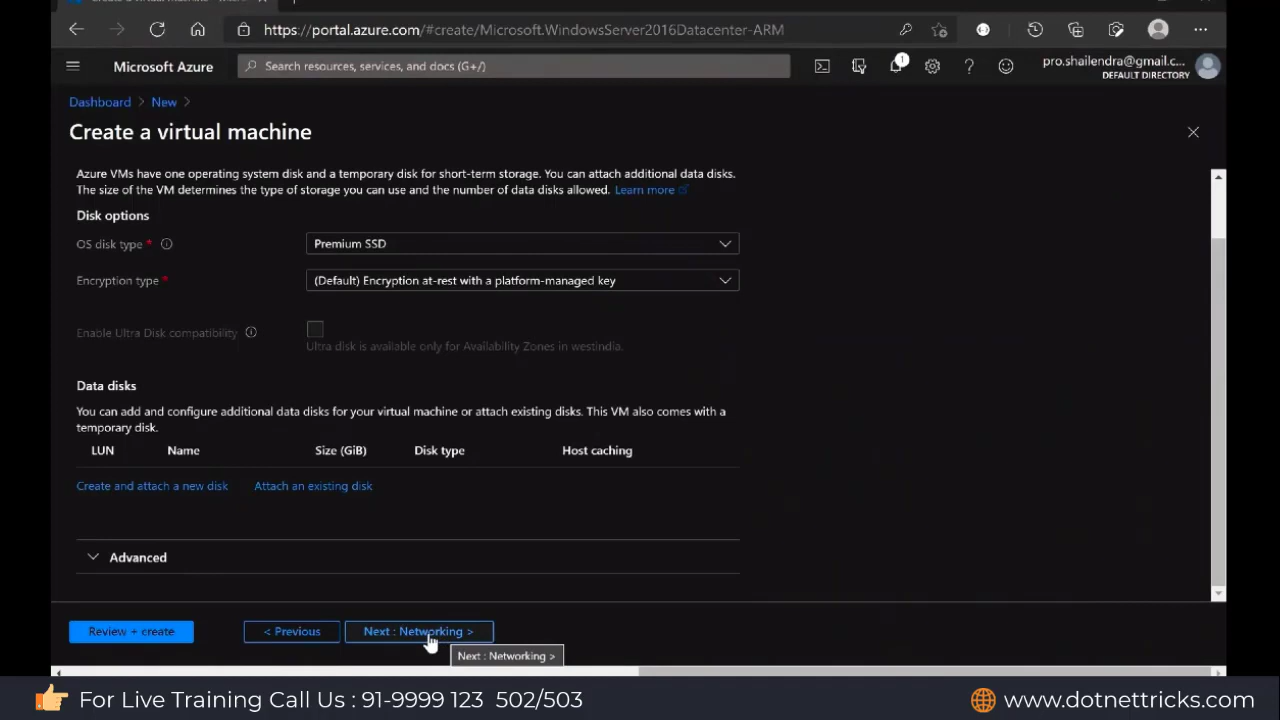 https://portal.azure.com/#create/Microsoft.WindowsServer2016Datacenter-ARM
Microsoft Azure
Search resources, services, and docs (G+/)
1
pro.shailendra@gmail.c...
DEFAULT DIRECTORY
Dashboard > New >
Create a virtual machine
Azure VMs have one operating system disk and a temporary disk for short-term storage. You can attach additional data disks.
The size of the VM determines the type of storage you can use and the number of data disks allowed. Learn more
Disk options
OS disk type *
Premium SSD
Encryption type *
(Default) Encryption at-rest with a platform-managed key
Enable Ultra Disk compatibility
Ultra disk is available only for Availability Zones in westindia.
Data disks
You can add and configure additional data disks for your virtual machine or attach existing disks. This VM also comes with a
temporary disk.
LUN Name Size (GiB) Disk type Host caching
Create and attach a new disk Attach an existing disk
Advanced
Review + create < Previous Next : Networking >
Next : Networking >
For Live Training Call Us : 91-9999 123 502/503
www.dotnettricks.com